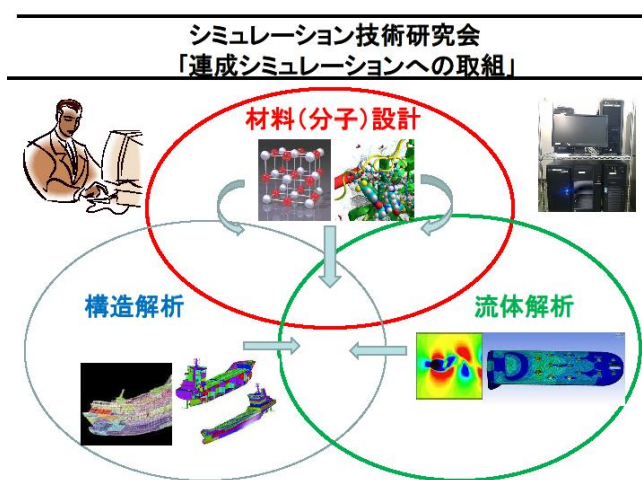 シミュレーション技術研究会
「連成シミュレーションへの取組」
材料(分子)設計
構造解析
流体解析